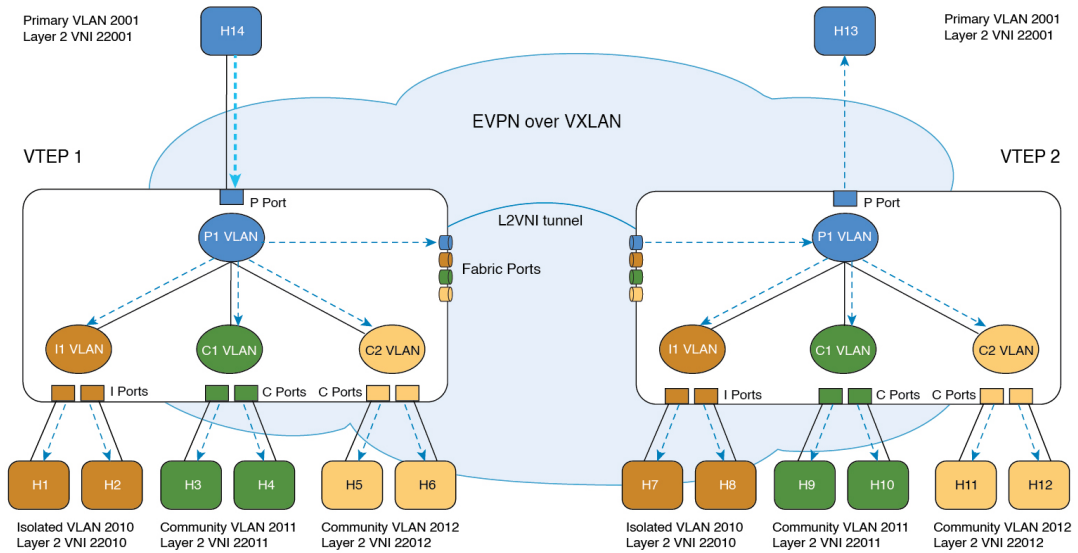 Primary VLAN 2001
Layer 2 VNI 22001
H14
H13
Primary VLAN 2001
Layer 2 VNI 22001
EVPN over VXLAN
VTEP 1
VTEP 2
P Port
P Port
L2VNI tunnel
P1 VLAN
P1 VLAN
Fabric Ports
I1 VLAN
C1 VLAN
C2 VLAN
I1 VLAN
C1 VLAN
C2 VLAN
I Ports
C Ports
C Ports
I Ports
C Ports
C Ports
H1
H2
H3
H4
H5
H6
H7
H8
H9
H10
H11
H12
Isolated VLAN 2010
Layer 2 VNI 22010
Community VLAN 2011
Layer 2 VNI 22011
Community VLAN 2012
Layer 2 VNI 22012
Isolated VLAN 2010
Layer 2 VNI 22010
Community VLAN 2011
Layer 2 VNI 22011
Community VLAN 2012
Layer 2 VNI 22012